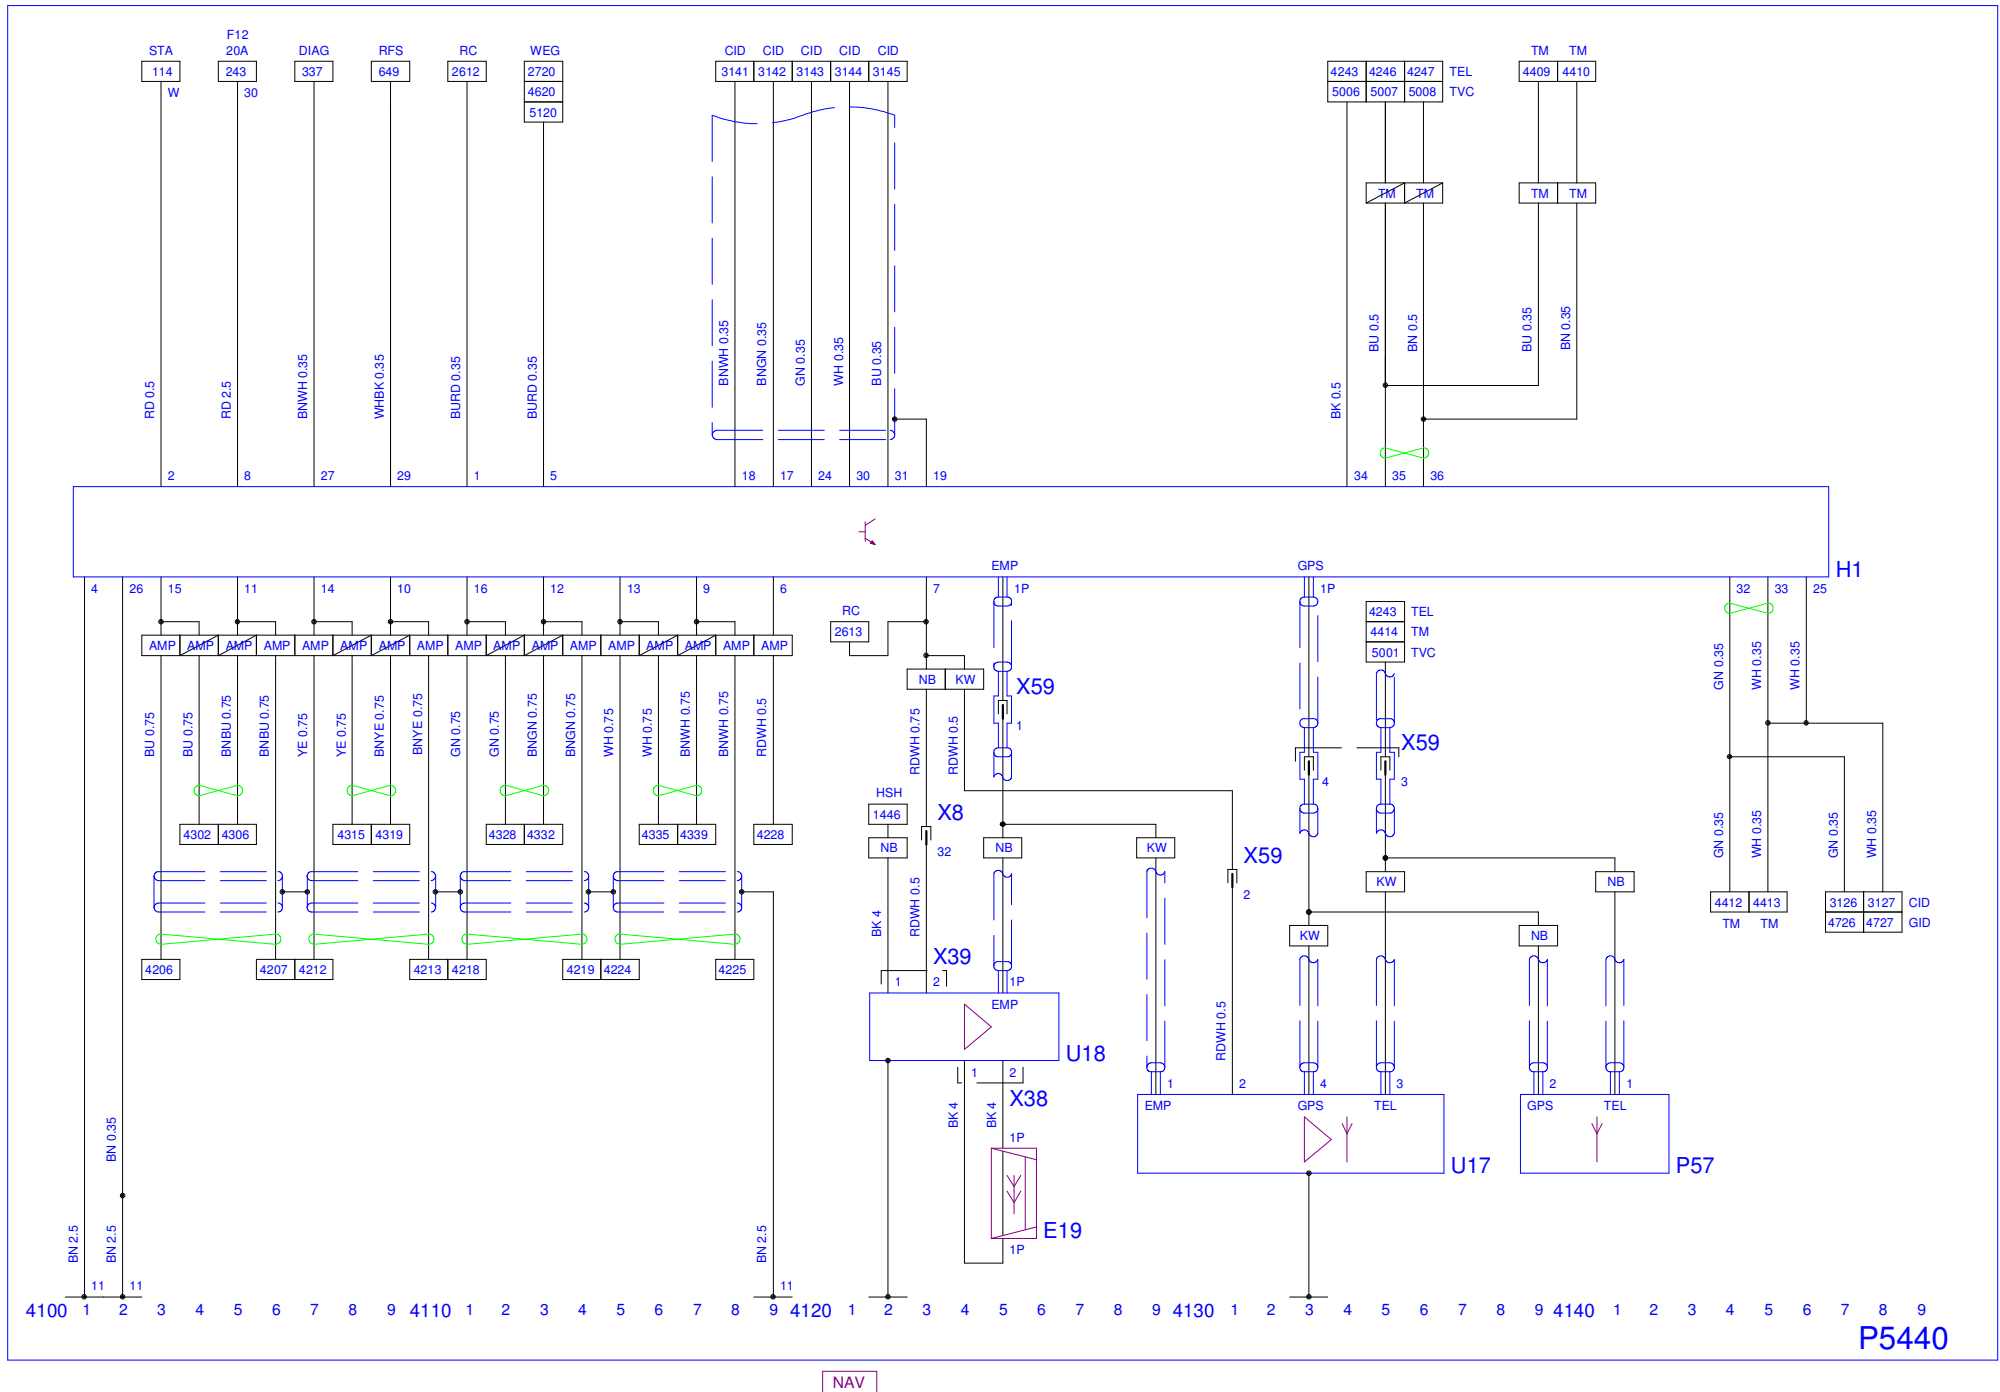 F12
STA 20A DIAG RFS RC WEG CID CID CID CID CID TM TM
114 243 337 649 2612 2720 3141 3142 3143 3144 3145 4243 4246 4247 TEL 4409 4410
W 30 4620 5006 5007 5008 TVC
5120
TM TM TM TM
RD 0.5 RD 2.5 BNWH 0.35 WHBK 0.35 BURD 0.35 BURD 0.35 BNWH 0.35 BNGN 0.35 GN 0.35 WH 0.35 BU 0.35 BK 0.5 BU 0.5 BN 0.5 BU 0.35 BN 0.35
2 8 27 29 1 5 18 17 24 30 31 19 34 35 36
EMP GPS H1
4 26 15 11 14 10 16 12 13 9 6 7 1P 1P 32 33 25
RC 4243 TEL
2613 4414 TM
5001 TVC
AMP AMP AMP AMP AMP AMP AMP AMP AMP AMP AMP AMP AMP AMP AMP AMP AMP
NB KW X59
1
BU 0.75 BU 0.75 BNBU 0.75 BNBU 0.75 YE 0.75 YE 0.75 BNYE 0.75 BNYE 0.75 GN 0.75 GN 0.75 BNGN 0.75 BNGN 0.75 WH 0.75 WH 0.75 BNWH 0.75 BNWH 0.75 RDWH 0.5 RDWH 0.75 RDWH 0.5 GN 0.35 WH 0.35 WH 0.35
X59
4 3
HSH
1446 X8
32
4302 4306 4315 4319 4328 4332 4335 4339 4228
NB NB KW X59
2
GN 0.35 WH 0.35 GN 0.35 WH 0.35
KW NB
4412 4413 3126 3127 CID
TM TM 4726 4727 GID
BK 4 RDWH 0.5
KW NB
4206 4207 4212 4213 4218 4219 4224 4225
X39
1 2 1P
EMP
U18
RDWH 0.5
1 2 X38
1 2 4 3 2 1
EMP GPS TEL GPS TEL
BK 4 BK 4
1P
U17 P57
BN 0.35
E19
1P
BN 2.5 BN 2.5 BN 2.5
11 11 11
4100 1 2 3 4 5 6 7 8 9 4110 1 2 3 4 5 6 7 8 9 4120 1 2 3 4 5 6 7 8 9 4130 1 2 3 4 5 6 7 8 9 4140 1 2 3 4 5 6 7 8 9
P5440
NAV